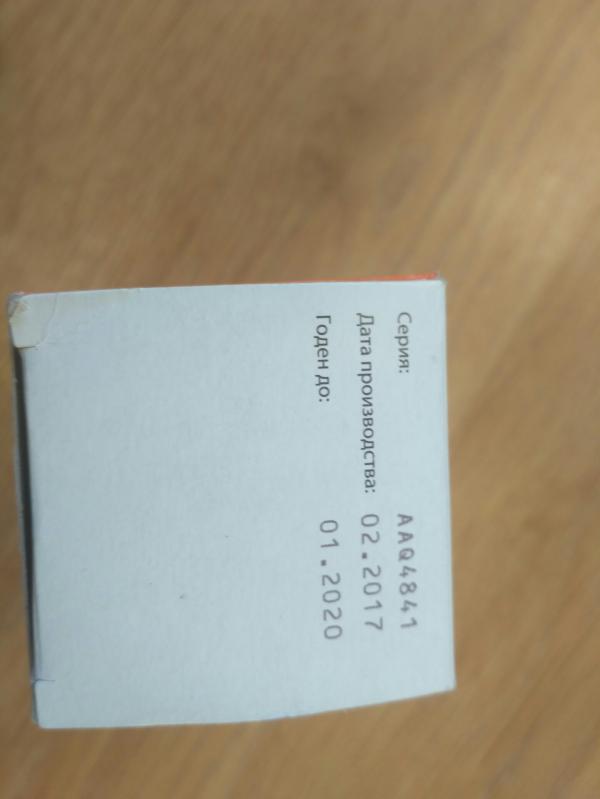 Серия: AAQ4841
Дата производства: 02.2017
Годен до: 01.2020